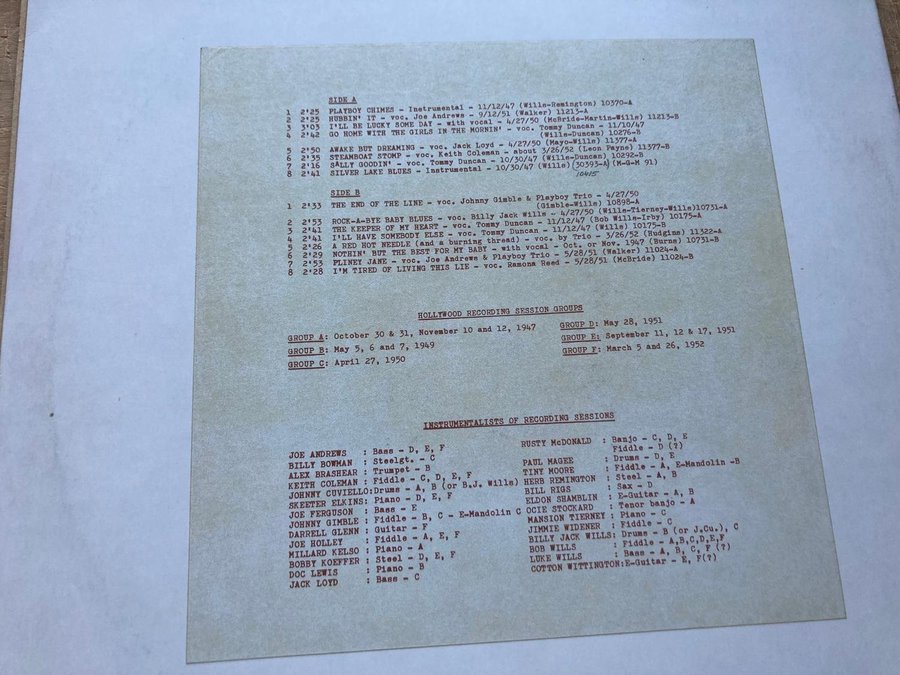 SIDE A
1 2'25 PLAYBOY CHIMES - Instrumental - 11/12/47 (Wills-Remington) 10370-A
2 2'25 HUBBIN' IT - voc. Joe Andrews - 9/12/51 (Walker) 11213-A
3 3'03 I'LL BE LUCKY SOME DAY - with vocal - 4/27/50 (McBride-Martin-Wills) 11213-B
4 2'42 GO HOME WITH THE GIRLS IN THE MORNIN' - voc. Tommy Duncan - 11/10/47
(Wills-Duncan) 10276-B
5 2'50 AWAKE BUT DREAMING - voc. Jack Loyd - 4/27/50 (Mayo-Wills) 11377-A
6 2'35 STEAMBOAT STOMP - voc. Keith Coleman - about 3/26/52 (Leon Payne) 11377-B
7 2'16 SALLY GOODIN' - voc. Tommy Duncan - 10/30/47 (Wills-Duncan) 10292-B
8 2'41 SILVER LAKE BLUES - Instrumental - 10/30/47 (Wills) (30393-A) (M-G-M 91)
10415
SIDE B
1 2'33 THE END OF THE LINE - voc. Johnny Gimble & Playboy Trio - 4/27/50
(Gimble-Wills) 10898-A
2 2'53 ROCK-A-BYE BABY BLUES - voc. Billy Jack Wills - 4/27/50 (Wills-Tierney-Wills)10731-A
3 2'41 THE KEEPER OF MY HEART - voc. Tommy Duncan - 11/12/47 (Bob Wills-Irby) 10175-A
4 2'41 I'LL HAVE SOMEBODY ELSE - voc. Tommy Duncan - 11/12/47 (Wills) 10175-B
5 2'26 A RED HOT NEEDLE (and a burning thread) - voc. by Trio - 3/26/52 (Hudgins) 11322-A
6 2'29 NOTHIN' BUT THE BEST FOR MY BABY - with vocal - Oct. or Nov. 1947 (Burns) 10731-B
7 2'53 PLINEY JANE - voc. Joe Andrews & Playboy Trio - 5/28/51 (Walker) 11024-A
8 2'28 I'M TIRED OF LIVING THIS LIE - voc. Ramona Reed - 5/28/51 (McBride) 11024-B
HOLLYWOOD RECORDING SESSION GROUPS
GROUP A: October 30 & 31, November 10 and 12, 1947
GROUP B: May 5, 6 and 7, 1949
GROUP C: April 27, 1950
GROUP D: May 28, 1951
GROUP E: September 11, 12 & 17, 1951
GROUP F: March 5 and 26, 1952
INSTRUMENTALISTS OF RECORDING SESSIONS
JOE ANDREWS : Bass - D, E, F
BILLY BOWMAN : Steelgt. - C
ALEX BRASHEAR : Trumpet - B
KEITH COLEMAN : Fiddle - C, D, E, F
JOHNNY CUVIELLO:Drums - A, B (or B.J. Wills)
SKEETER ELKINS: Piano - D, E, F
JOE FERGUSON : Bass - E
JOHNNY GIMBLE : Fiddle - B, C - E-Mandolin C
DARRELL GLENN : Guitar - F
JOE HOLLEY : Fiddle - A, E, F
MILLARD KELSO : Piano - A
BOBBY KOEFFER : Steel - D, E, F
DOC LEWIS : Piano - B
JACK LOYD : Bass - C
RUSTY McDONALD : Banjo - C, D, E
Fiddle - D (?)
PAUL MAGEE : Drums - D, E
TINY MOORE : Fiddle - A, E-Mandolin -B
HERB REMINGTON : Steel - A, B
BILL RIGS : Sax - D
ELDON SHAMBLIN : E-Guitar - A, B
OCIE STOCKARD : Tenor banjo - A
MANSION TIERNEY : Piano - C
JIMMIE WIDENER : Fiddle - C
BILLY JACK WILLS: Drums - B (or J.Cu.), C
BOB WILLS : Fiddle - A,B,C,D,E,F
LUKE WILLS : Bass - A, B, C, F (?)
COTTON WITTINGTON:E-Guitar - E, F(?)